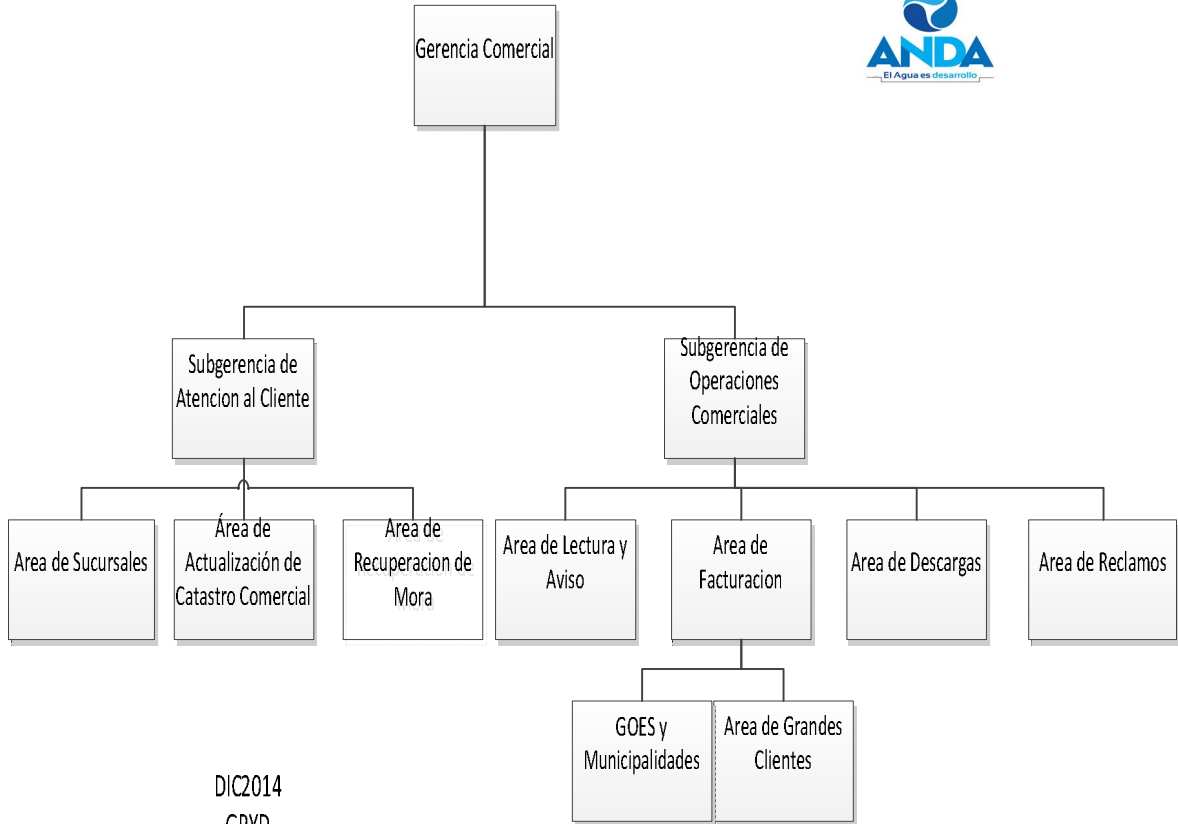 Gerencia Comercial
ANDA
El Agua es desarrollo
Subgerencia de
Atencion al Cliente
Subgerencia de
Operaciones
Comerciales
Area de Sucursales
Área de
Actualización de
Catastro Comercial
Area de
Recuperacion de
Mora
Area de Lectura y
Aviso
Area de
Facturacion
Area de Descargas
Area de Reclamos
GOES y
Municipalidades
Area de Grandes
Clientes
DIC2014